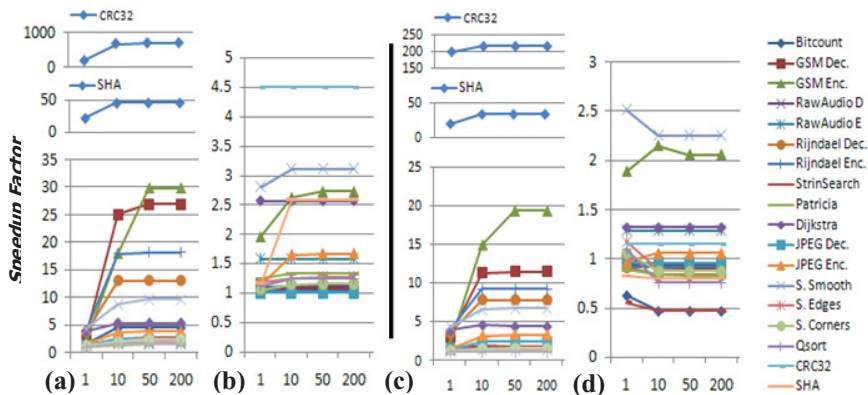 CRC32
1000
0
SHA
50
0
35
30
25
20
15
10
5
0
1 10 50 200
(a)
Speedun Factor
5
4.5
4
3.5
3
2.5
2
1.5
1
0.5
0
1 10 50 200
(b)
CRC32
250
200
150
SHA
50
0
25
20
15
10
5
0
1 10 50 200
(c)
3
2.5
2
1.5
1
0.5
0
1 10 50 200
(d)
Bitcount
GSM Dec.
GSM Enc.
RawAudio D
RawAudio E
Rijndael Dec.
Rijndael Enc.
StrinSearch
Patricia
Dijkstra
JPEG Dec.
JPEG Enc.
S. Smooth
S. Edges
S. Corners
Qsort
CRC32
SHA